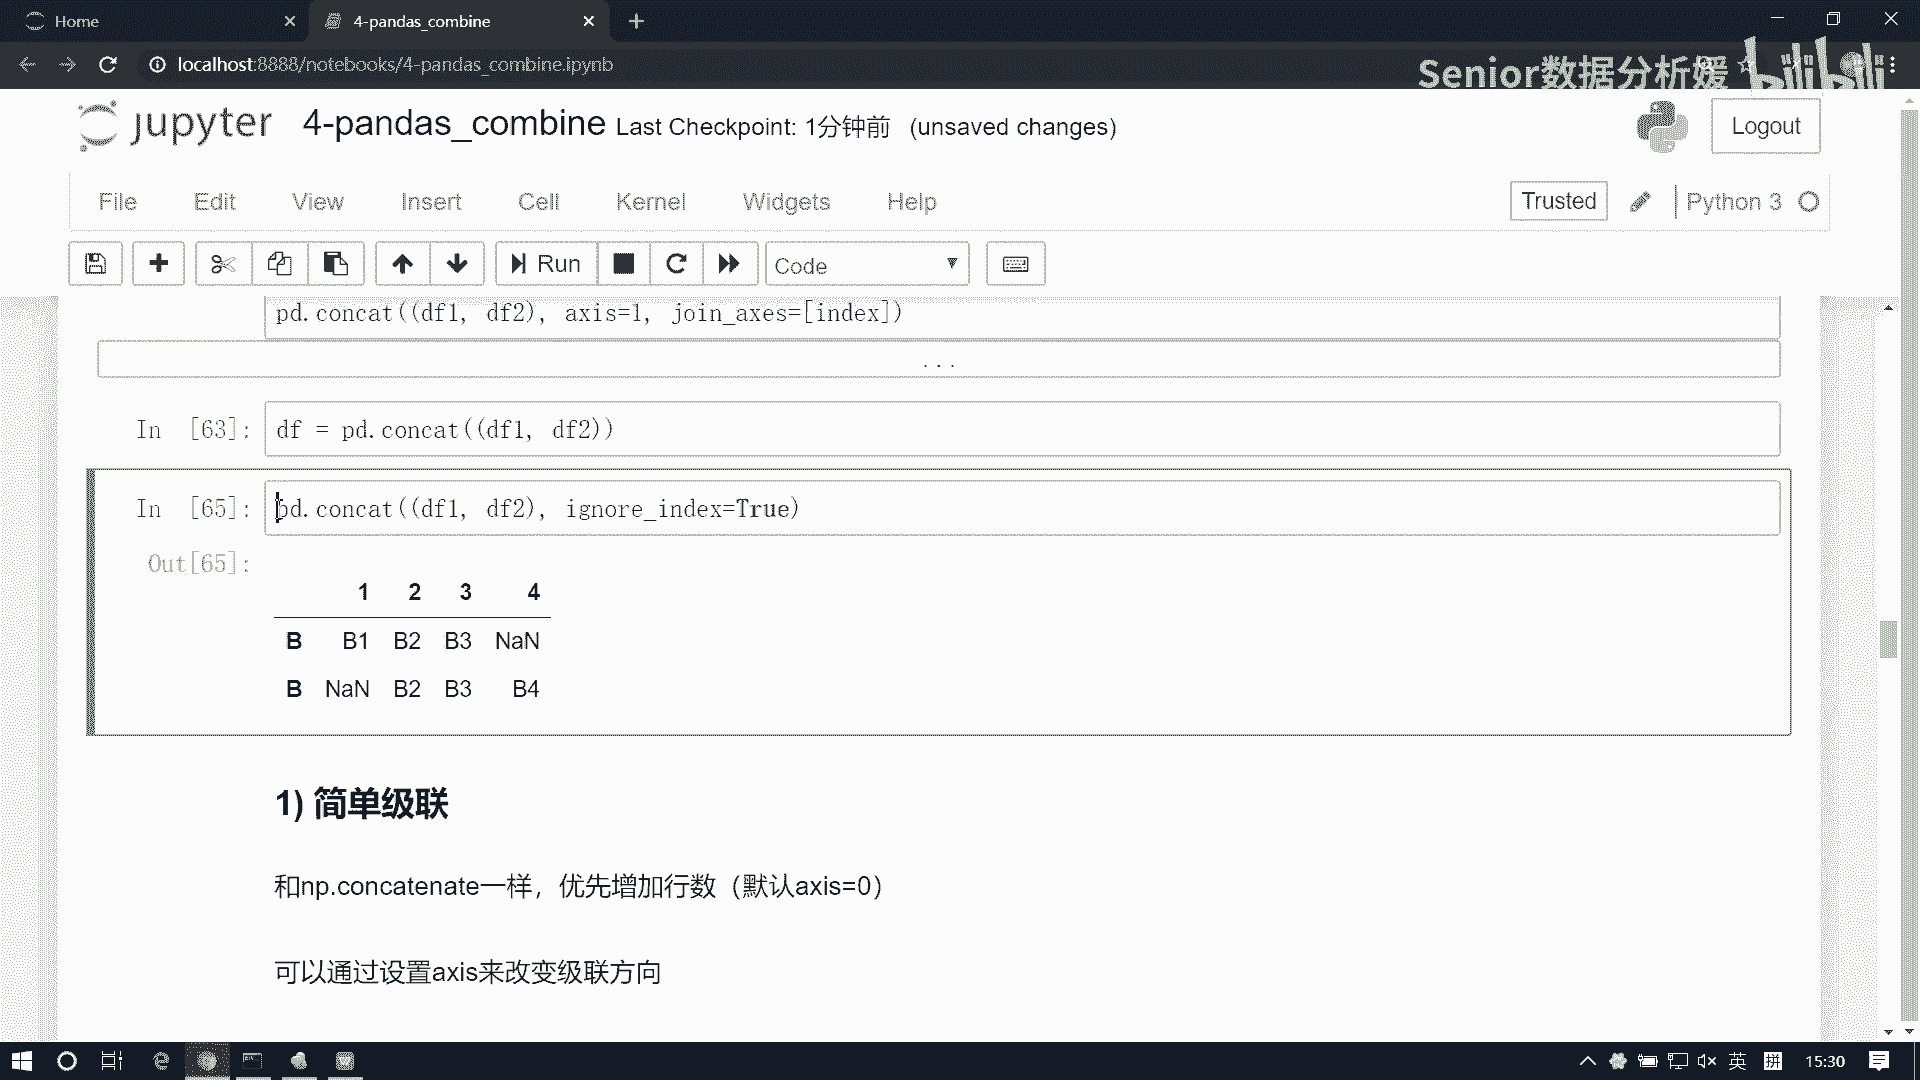 Home
4-pandas_combine
localhost:8888/notebooks/4-pandas_combine.ipynb
Senior数据分析媛 bilibili
jupyter 4-pandas_combine Last Checkpoint: 1分钟前 (unsaved changes)
Logout
File Edit View Insert Cell Kernel Widgets Help
Trusted Python 3
Run Code
pd.concat((df1, df2), axis=1, join_axes=[index])
...
In [63]: df = pd.concat((df1, df2))
In [65]: pd.concat((df1, df2), ignore_index=True)
Out[65]:
1 2 3 4
B B1 B2 B3 NaN
B NaN B2 B3 B4
1) 简单级联
和np.concatenate一样，优先增加行数（默认axis=0）
可以通过设置axis来改变级联方向
英 拼 15:30